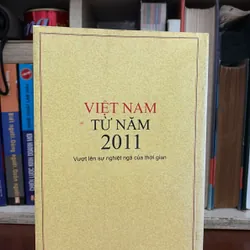 VIỆT NAM
TỪ NĂM
2011
Vượt lên sự nghiệt ngã của thời gian